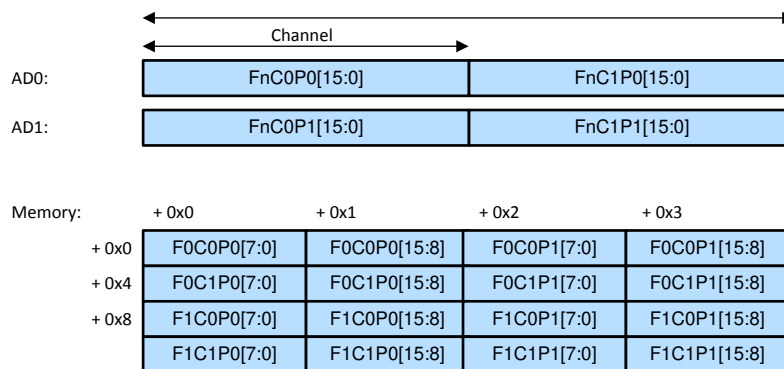 Channel
AD0: FnC0P0[15:0] FnC1P0[15:0]
AD1: FnC0P1[15:0] FnC1P1[15:0]
Memory: + 0x0 + 0x1 + 0x2 + 0x3
+ 0x0 F0C0P0[7:0] F0C0P0[15:8] F0C0P1[7:0] F0C0P1[15:8]
+ 0x4 F0C1P0[7:0] F0C1P0[15:8] F0C1P1[7:0] F0C1P1[15:8]
+ 0x8 F1C0P0[7:0] F1C0P0[15:8] F1C0P1[7:0] F1C0P1[15:8]
F1C1P0[7:0] F1C1P0[15:8] F1C1P1[7:0] F1C1P1[15:8]